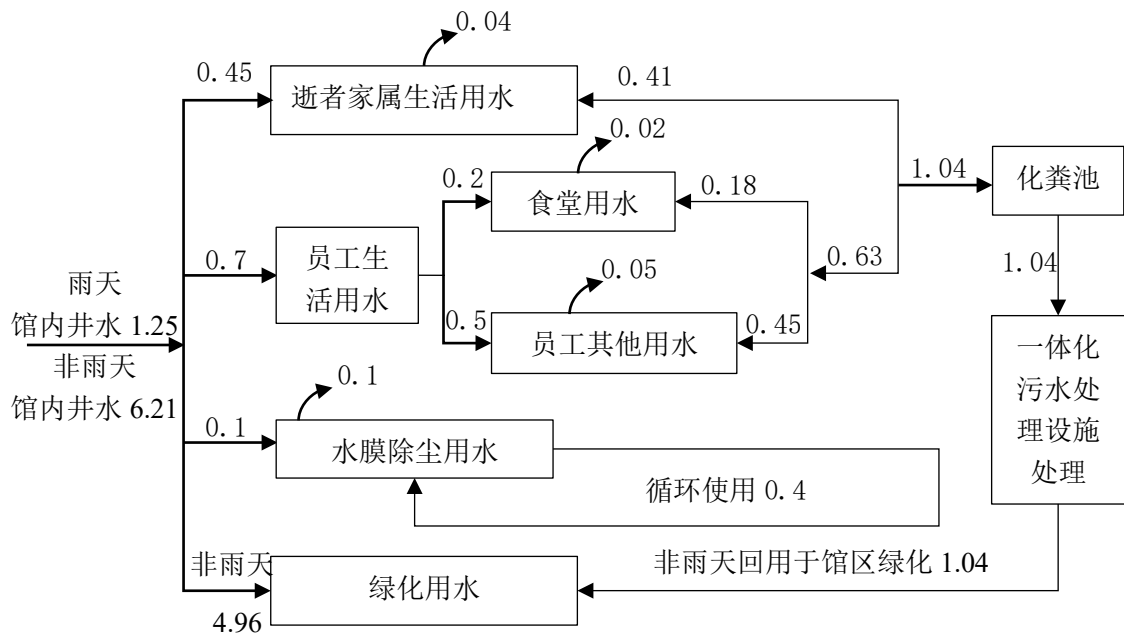 0.04
0.45
逝者家属生活用水
0.41
0.02
0.2
食堂用水
0.18
1.04
化粪池
0.7
员工生
活用水
0.63
1.04
0.05
0.5
员工其他用水
0.45
雨天
馆内井水 1.25
非雨天
馆内井水 6.21
一体化
污水处
理设施
处理
0.1
0.1
水膜除尘用水
循环使用 0.4
非雨天
4.96
绿化用水
非雨天回用于馆区绿化 1.04